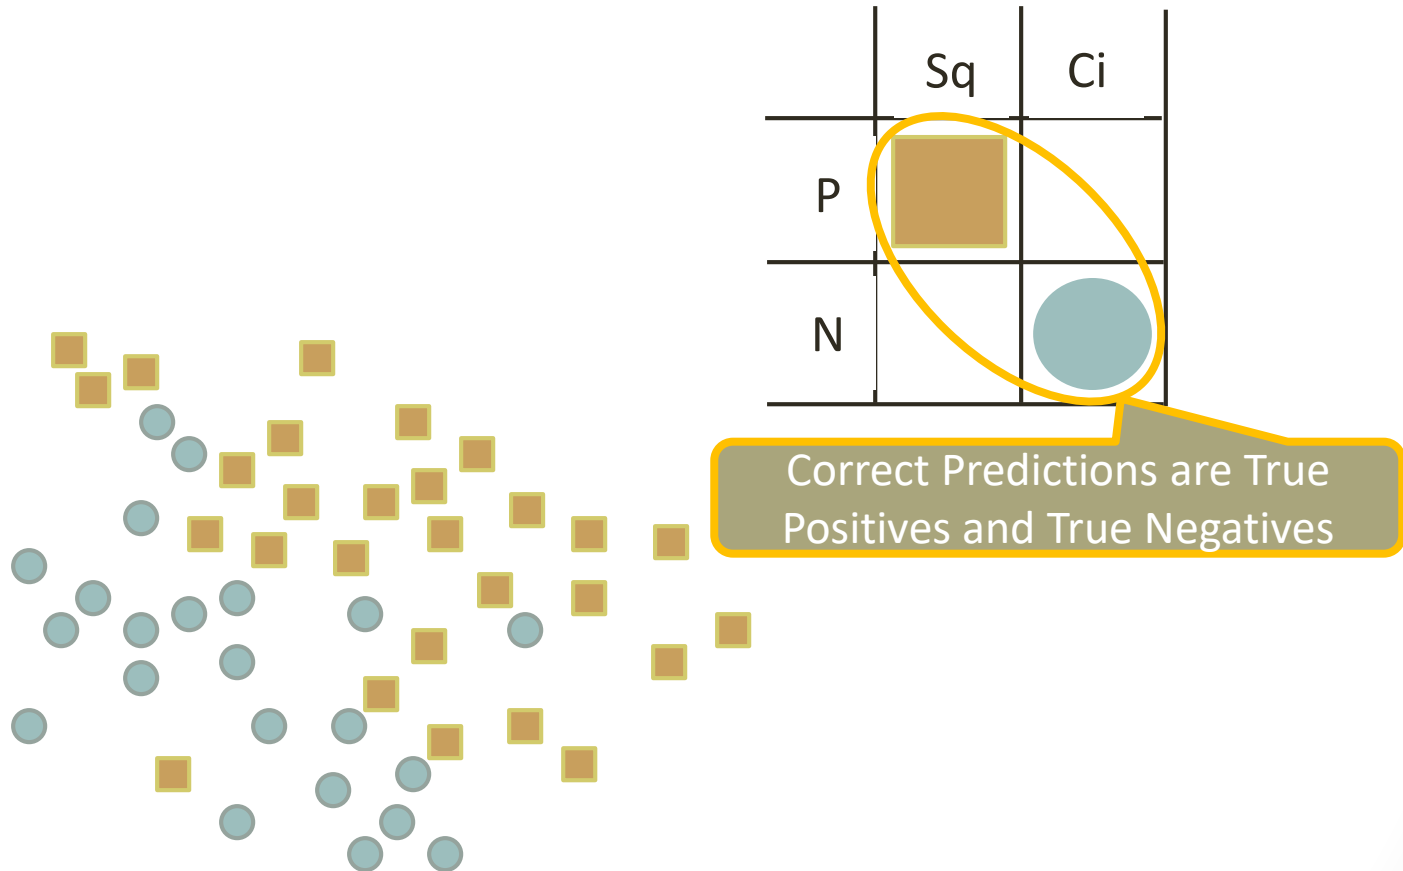 Sq Ci
P
N
Correct Predictions are True
Positives and True Negatives